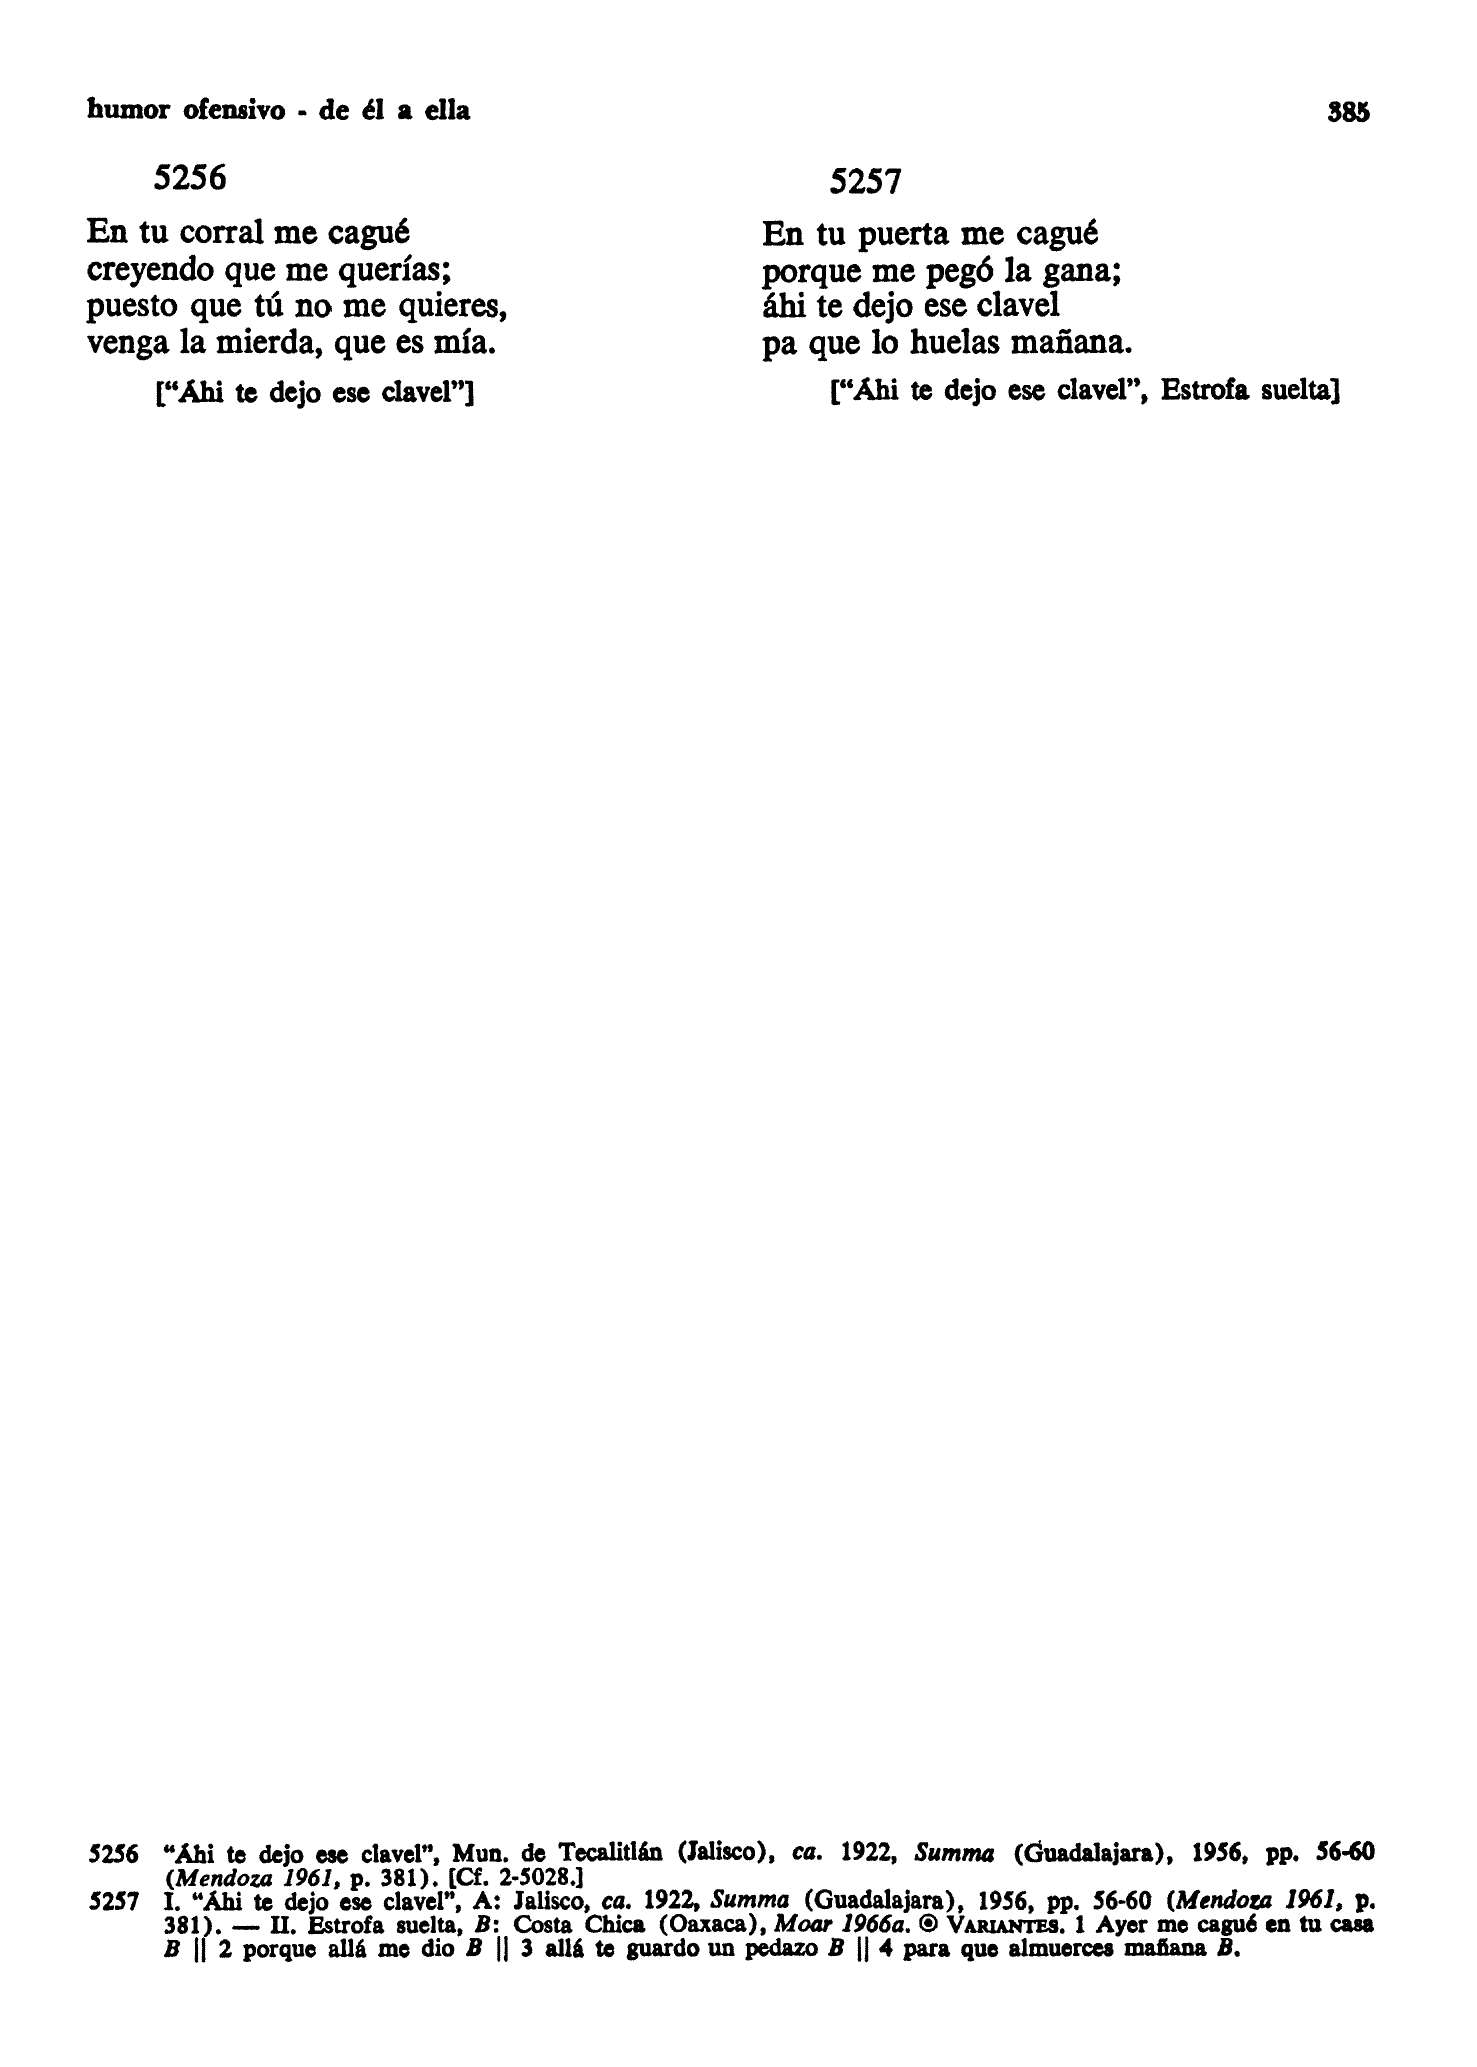 humor ofensivo - de él a ella 385
5256
En tu corral me cagué
creyendo que me querías;
puesto que tú no me quieres,
venga la mierda, que es mía.
["Áhi te dejo ese clavel"]
5257
En tu puerta me cagué
porque me pegó la gana;
áhi te dejo ese clavel
pa que lo huelas mañana.
["Áhi te dejo ese clavel", Estrofa suelta]
5256 "Áhi te dejo ese clavel", Mun. de Tecalitlán (Jalisco), ca. 1922, Summa (Guadalajara), 1956, pp. 56-60
(Mendoza 1961, p. 381). [Cf. 2-5028.]
5257 I. "Áhi te dejo ese clavel", A: Jalisco, ca. 1922, Summa (Guadalajara), 1956, pp. 56-60 (Mendoza 1961, p.
381). — II. Estrofa suelta, B: Costa Chica (Oaxaca), Moar 1966a. ® VARIANTES. 1 Ayer me cagué en tu casa
B || 2 porque allá me dio B || 3 allá te guardo un pedazo B || 4 para que almuerces mañana B.